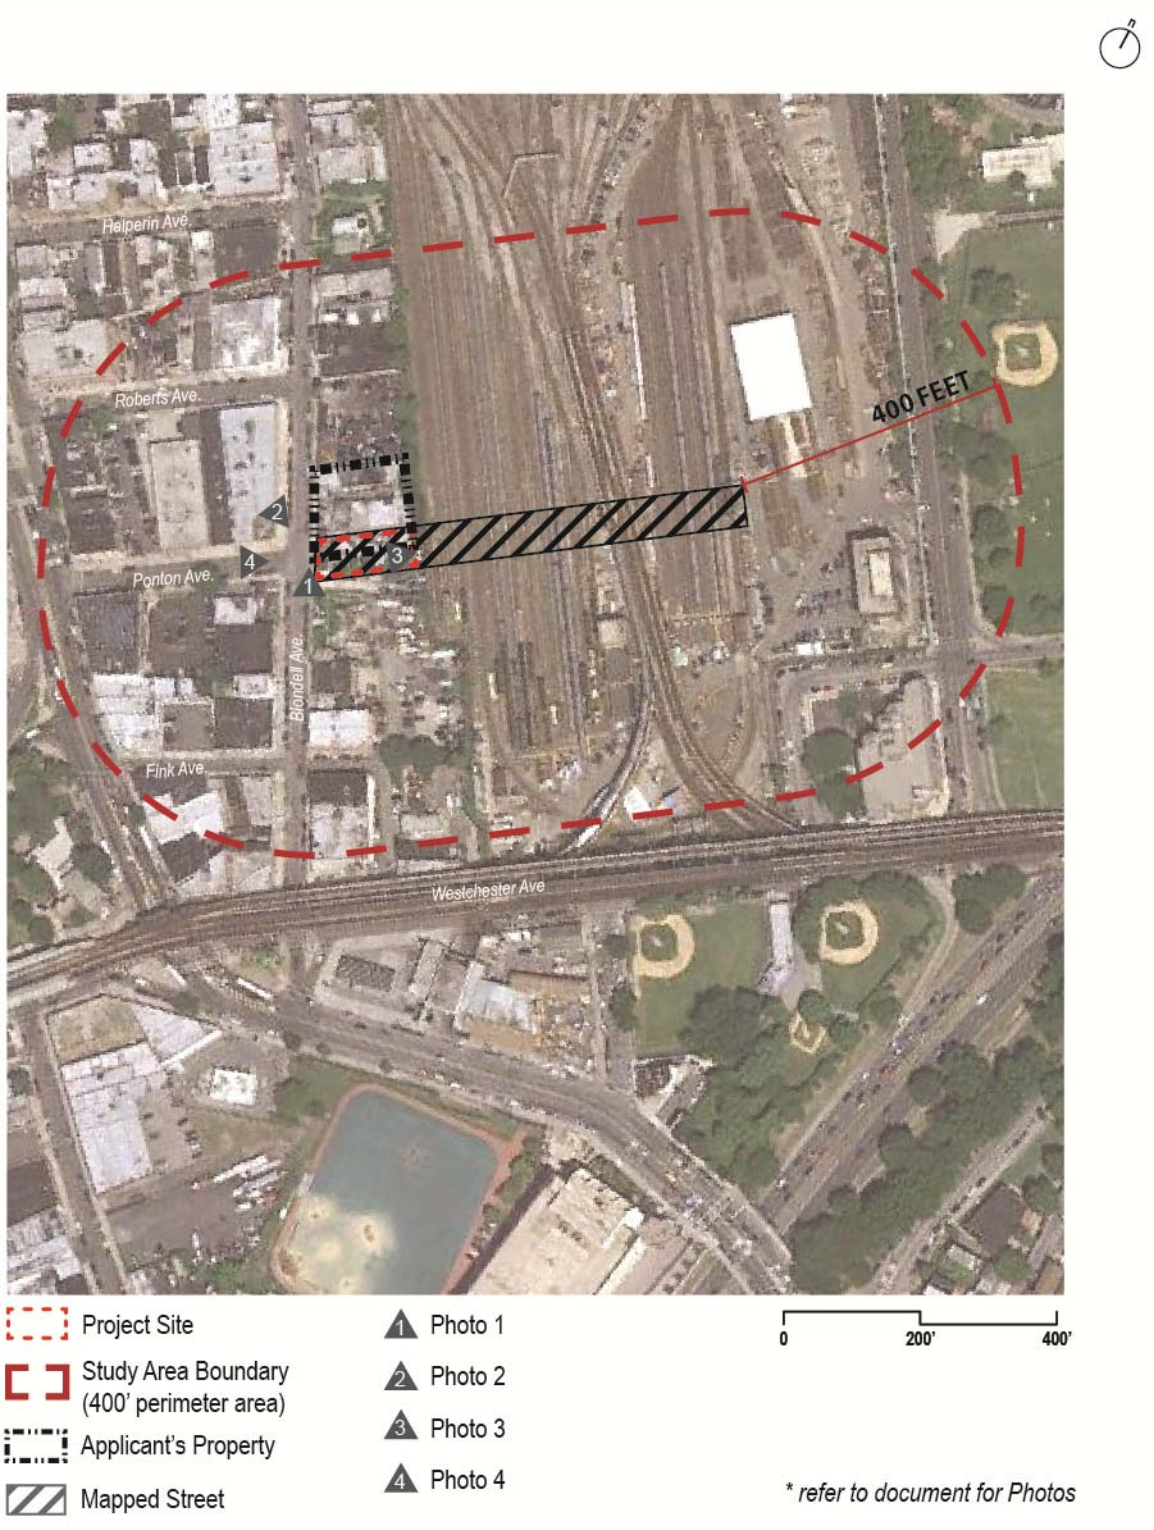 n
Halperin Ave.
Roberts Ave.
400 FEET
2
4
3
1
Ponton Ave.
Blondell Ave.
Fink Ave.
Westchester Ave
Project Site
Study Area Boundary
(400' perimeter area)
Applicant's Property
Mapped Street
1 Photo 1
2 Photo 2
3 Photo 3
4 Photo 4
0 200' 400'
* refer to document for Photos